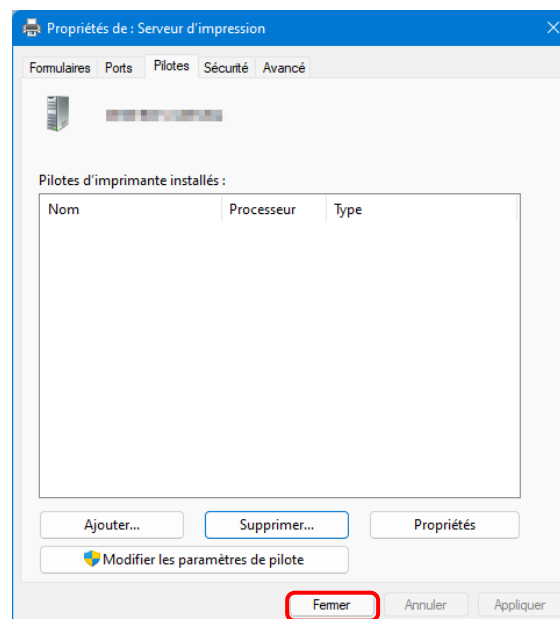 Propriétés de : Serveur d'impression
Formulaires Ports Pilotes Sécurité Avancé
Pilotes d'imprimante installés :
Nom Processeur Type
Ajouter... Supprimer... Propriétés
Modifier les paramètres de pilote
Fermer Annuler Appliquer